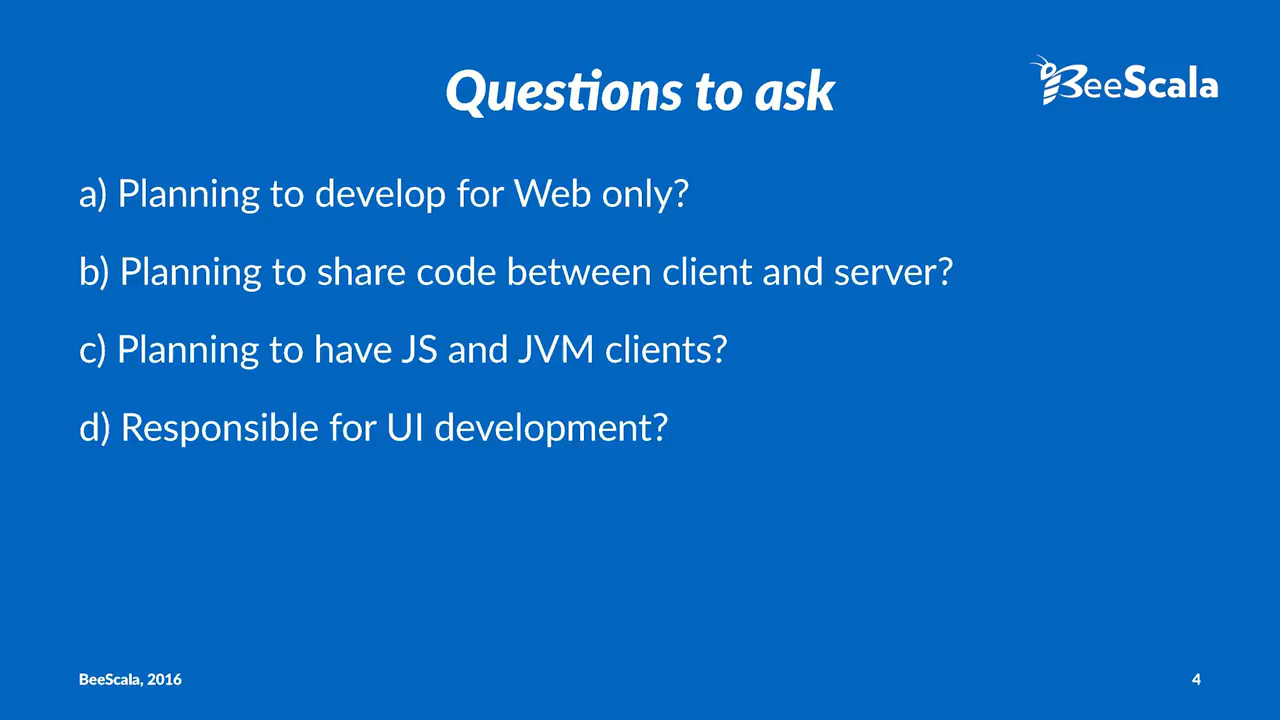 Questions to ask
BeeScala
a) Planning to develop for Web only?
b) Planning to share code between client and server?
c) Planning to have JS and JVM clients?
d) Responsible for UI development?
BeeScala, 2016
4